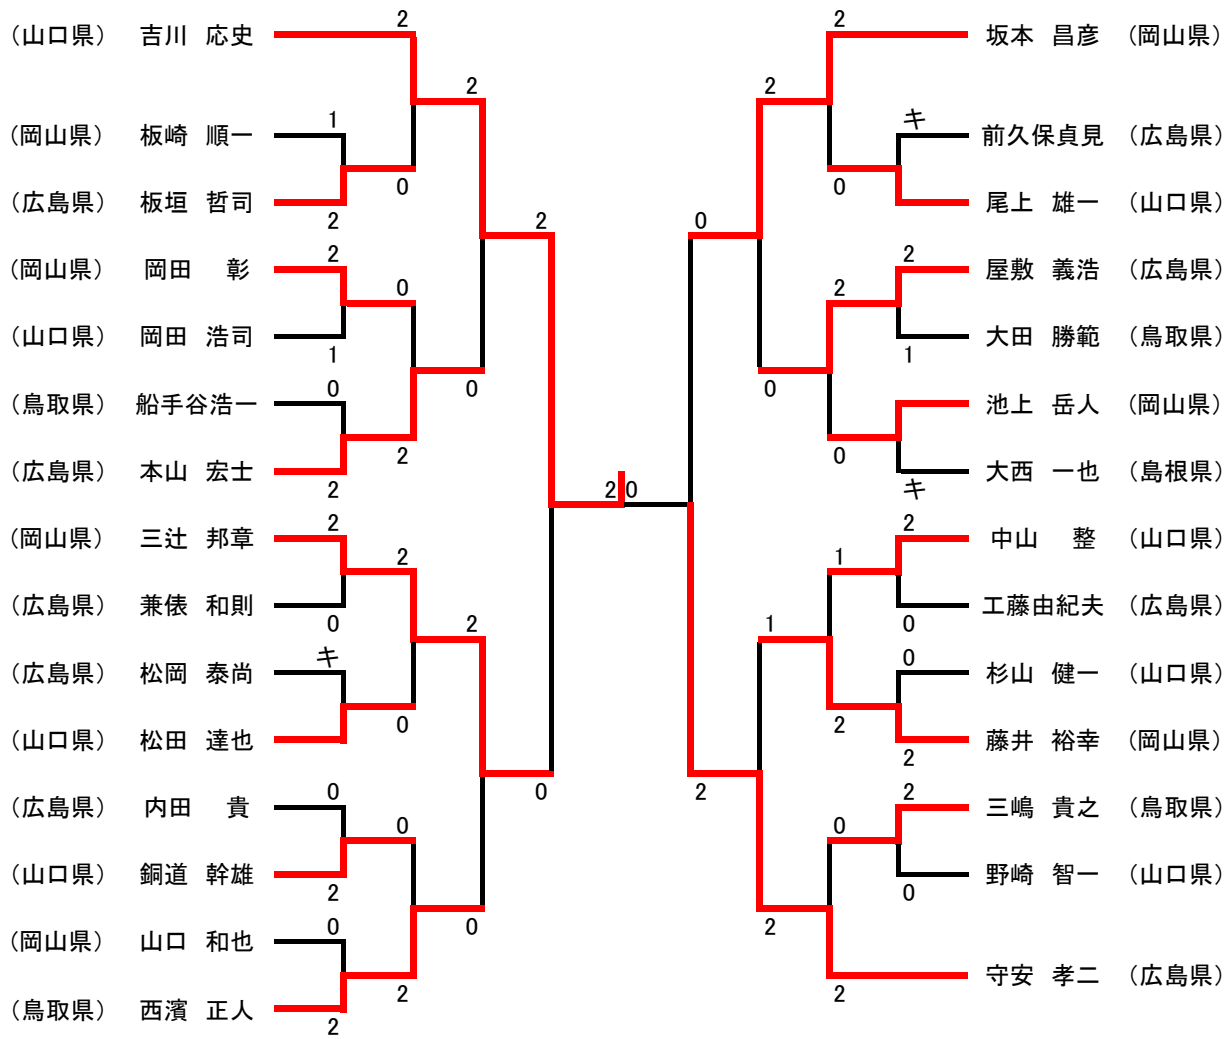 2 2
(山口県) 吉川 応史 坂本 昌彦 (岡山県)
2 2
1 キ
(岡山県) 板崎 順一 前久保貞見 (広島県)
0 0
(広島県) 板垣 哲司 尾上 雄一 (山口県)
2 2 0
2 2
(岡山県) 岡田 彰 屋敷 義浩 (広島県)
0 2
(山口県) 岡田 浩司 大田 勝範 (鳥取県)
1 1
0 0 0
(鳥取県) 船手谷浩一 池上 岳人 (岡山県)
2 0
(広島県) 本山 宏士 大西 一也 (島根県)
2 2 0 キ
2 2
(岡山県) 三辻 邦章 中山 整 (山口県)
2 1
(広島県) 兼俵 和則 工藤由紀夫 (広島県)
0 2 1 0
キ 0
(広島県) 松岡 泰尚 杉山 健一 (山口県)
0 2
(山口県) 松田 達也 藤井 裕幸 (岡山県)
2
0 0 2 2
(広島県) 内田 貴 三嶋 貴之 (鳥取県)
0 0
(山口県) 銅道 幹雄 野崎 智一 (山口県)
2 0
0 0 2
(岡山県) 山口 和也
守安 孝二 (広島県)
2 2
(鳥取県) 西濱 正人
2